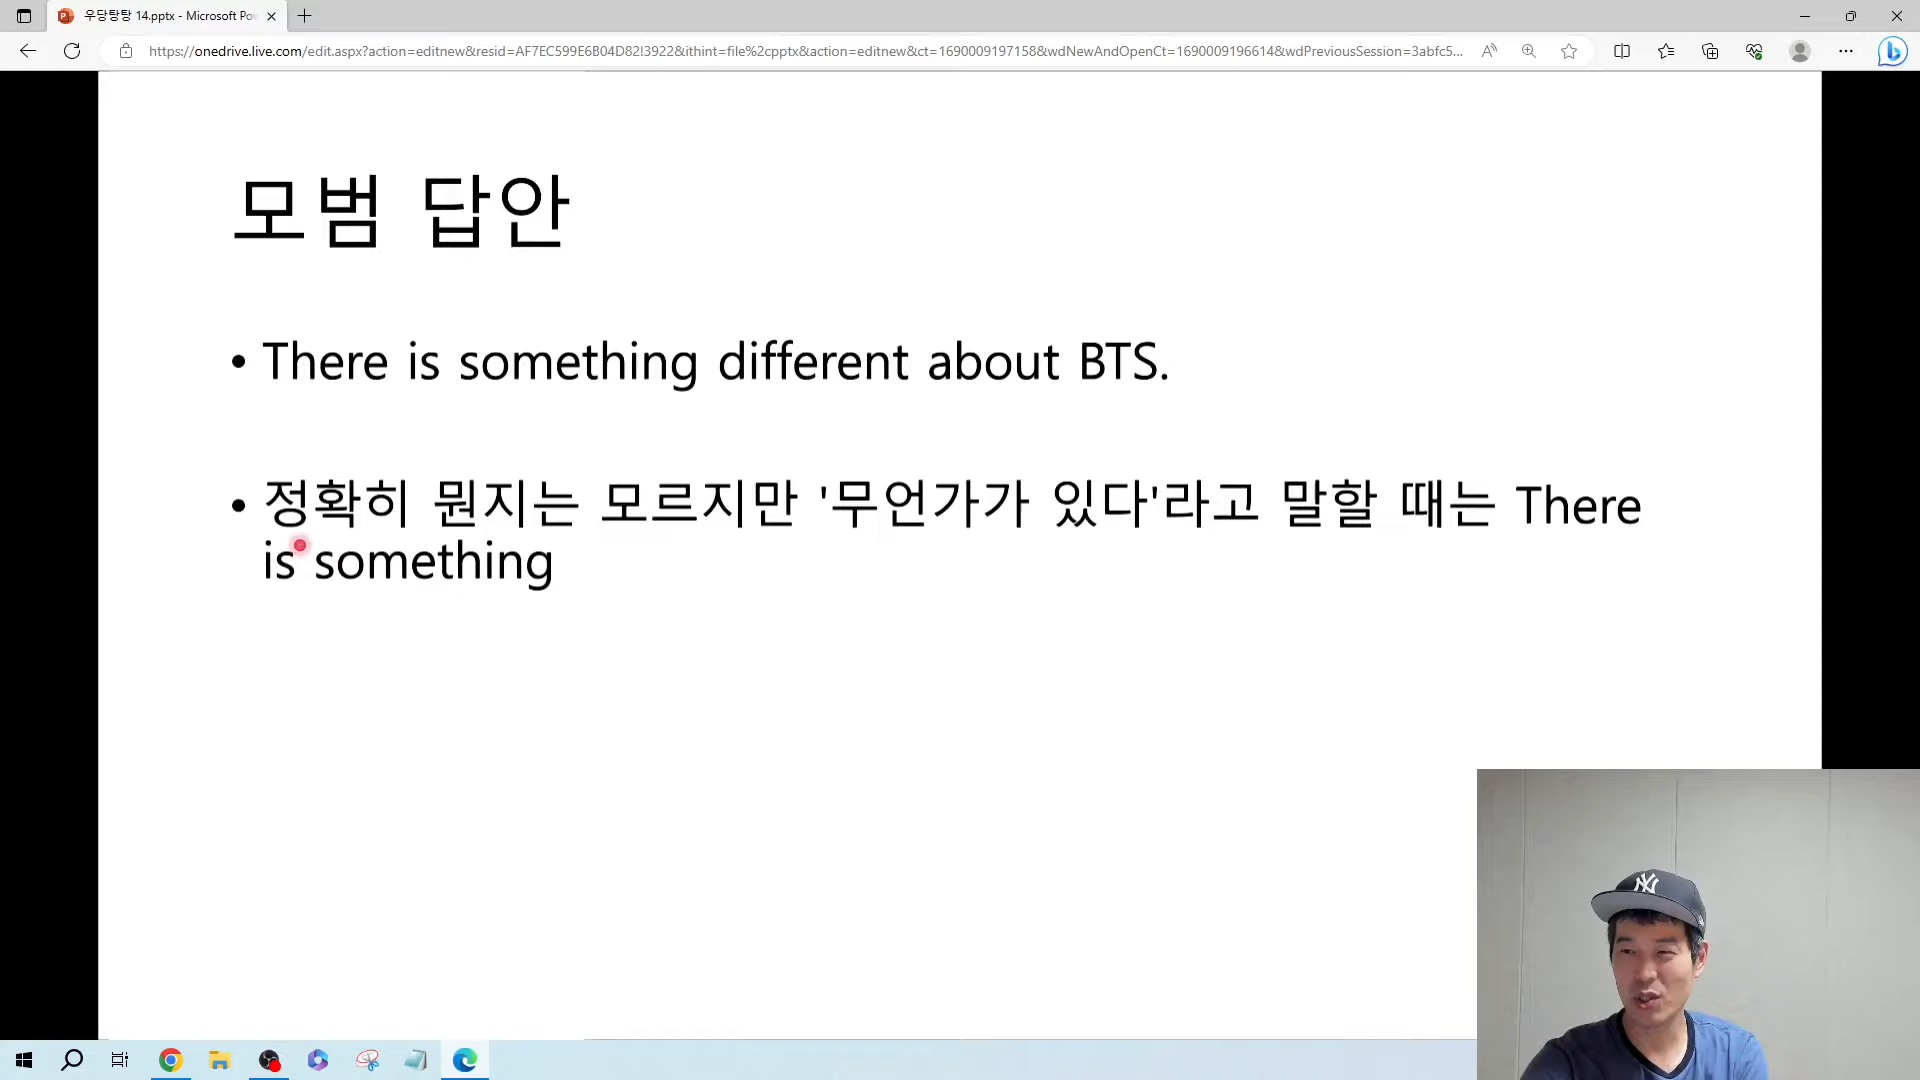 우당탕탕 14.pptx - Microsoft Po
https://onedrive.live.com/edit.aspx?action=editnew&resid=AF7EC599E6B04D82!3922&ithint=file%2cpptx&action=editnew&ct=1690009197158&wdNewAndOpenCt=1690009196614&wdPreviousSession=3abfc5...
모범 답안
• There is something different about BTS.
• 정확히 뭔지는 모르지만 '무언가가 있다'라고 말할 때는 There
is something
NY